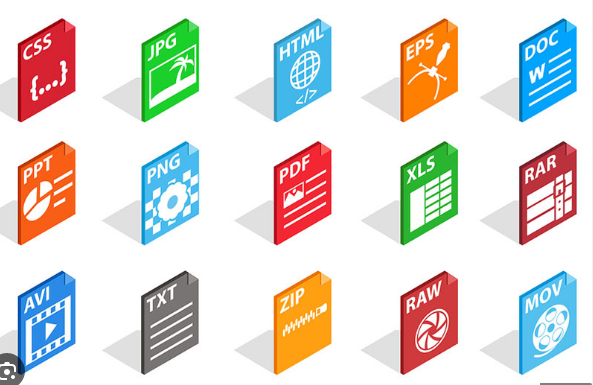 CSS
{...}
JPG
HTML
</>
EPS
DOC
W
PPT
PNG
PDF
XLS
RAR
AVI
TXT
ZIP
RAW
MOV